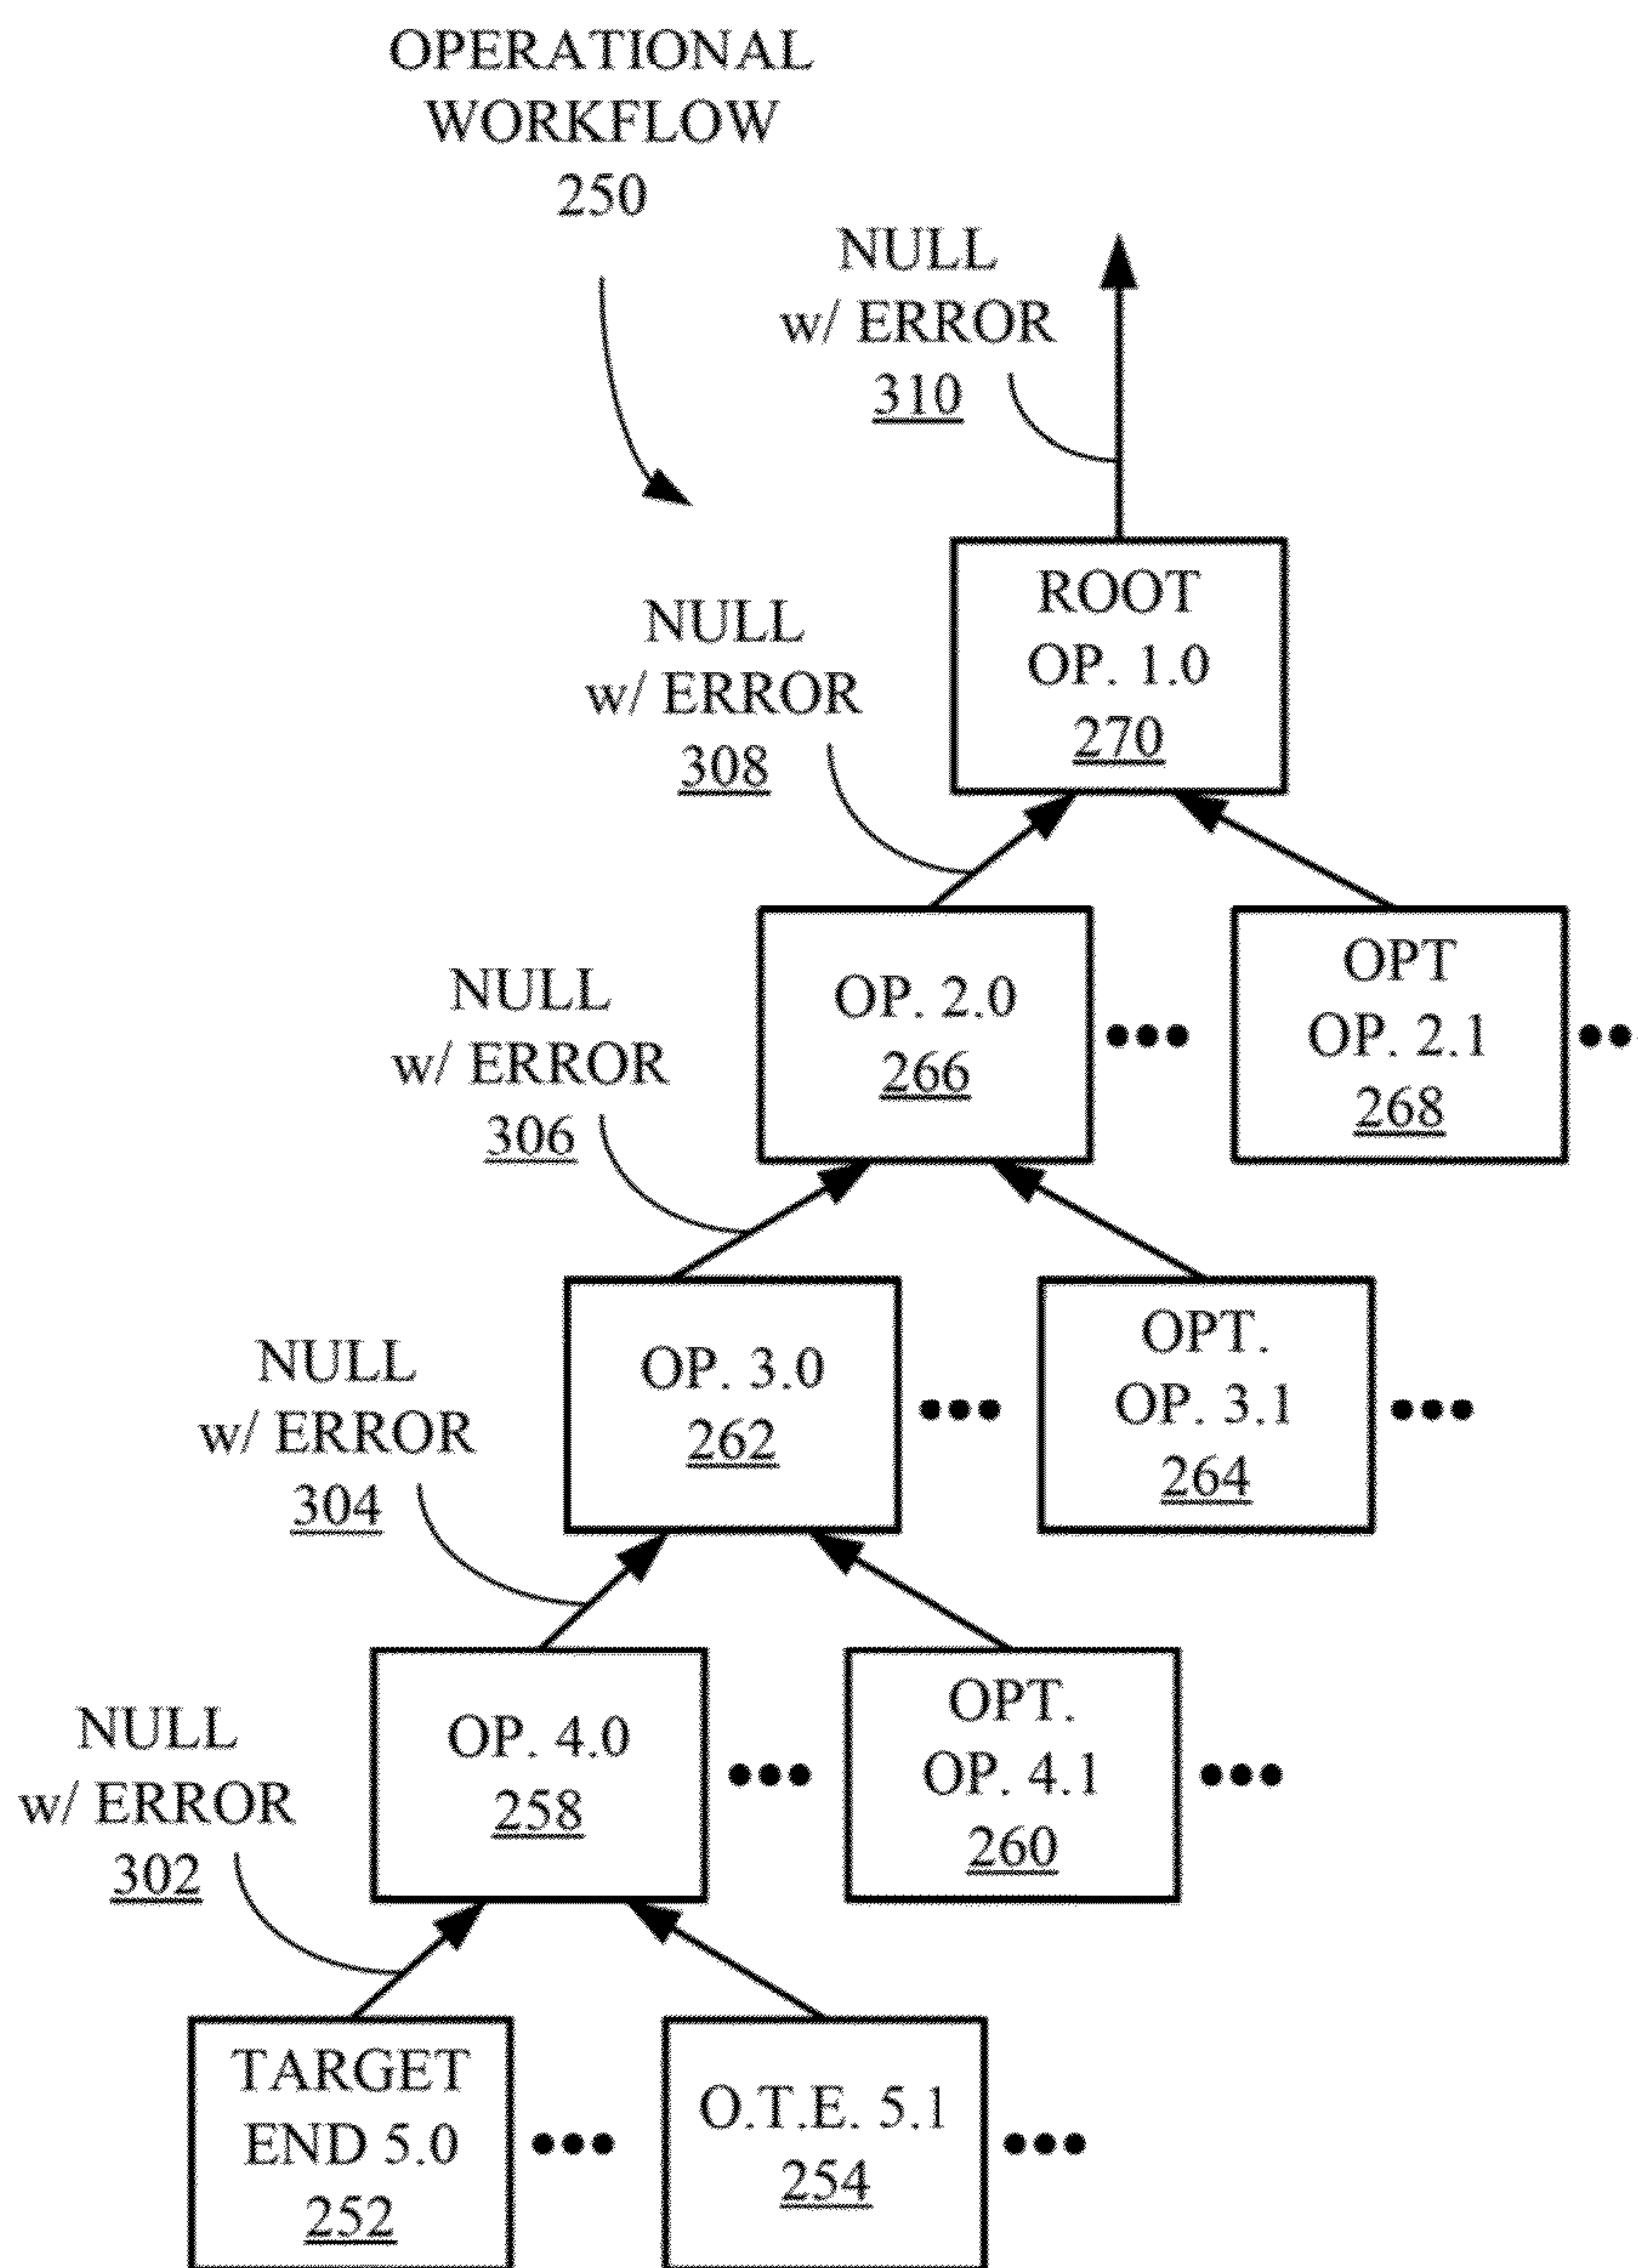 OPERATIONAL
WORKFLOW
250
NULL
w/ ERROR
310
ROOT
OP. 1.0
270
NULL
w/ ERROR
308
OP. 2.0
266
OPT
OP. 2.1
268
NULL
w/ ERROR
306
OP. 3.0
262
OPT.
OP. 3.1
264
NULL
w/ ERROR
304
OP. 4.0
258
OPT.
OP. 4.1
260
NULL
w/ ERROR
302
TARGET
END 5.0
252
O.T.E. 5.1
254